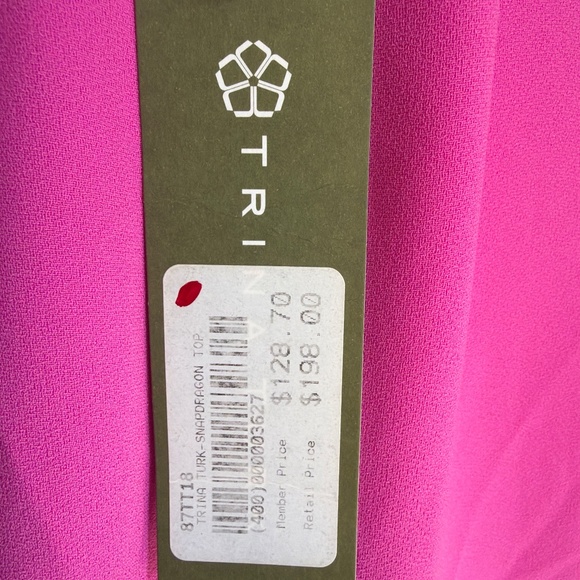 TRINA
87TT18
TRINA TURK-SNAPDRAGON TOP
(400)000003627
Member Price $128.70
Retail Price $198.00